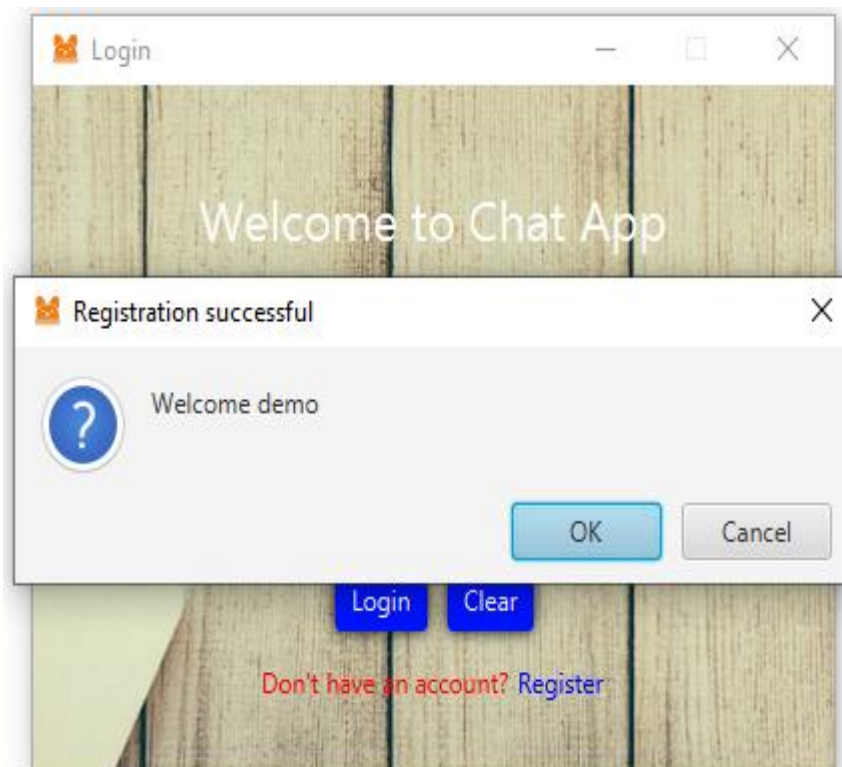 Login
Welcome to Chat App
Registration successful
Welcome demo
OK Cancel
Login Clear
Don't have an account? Register